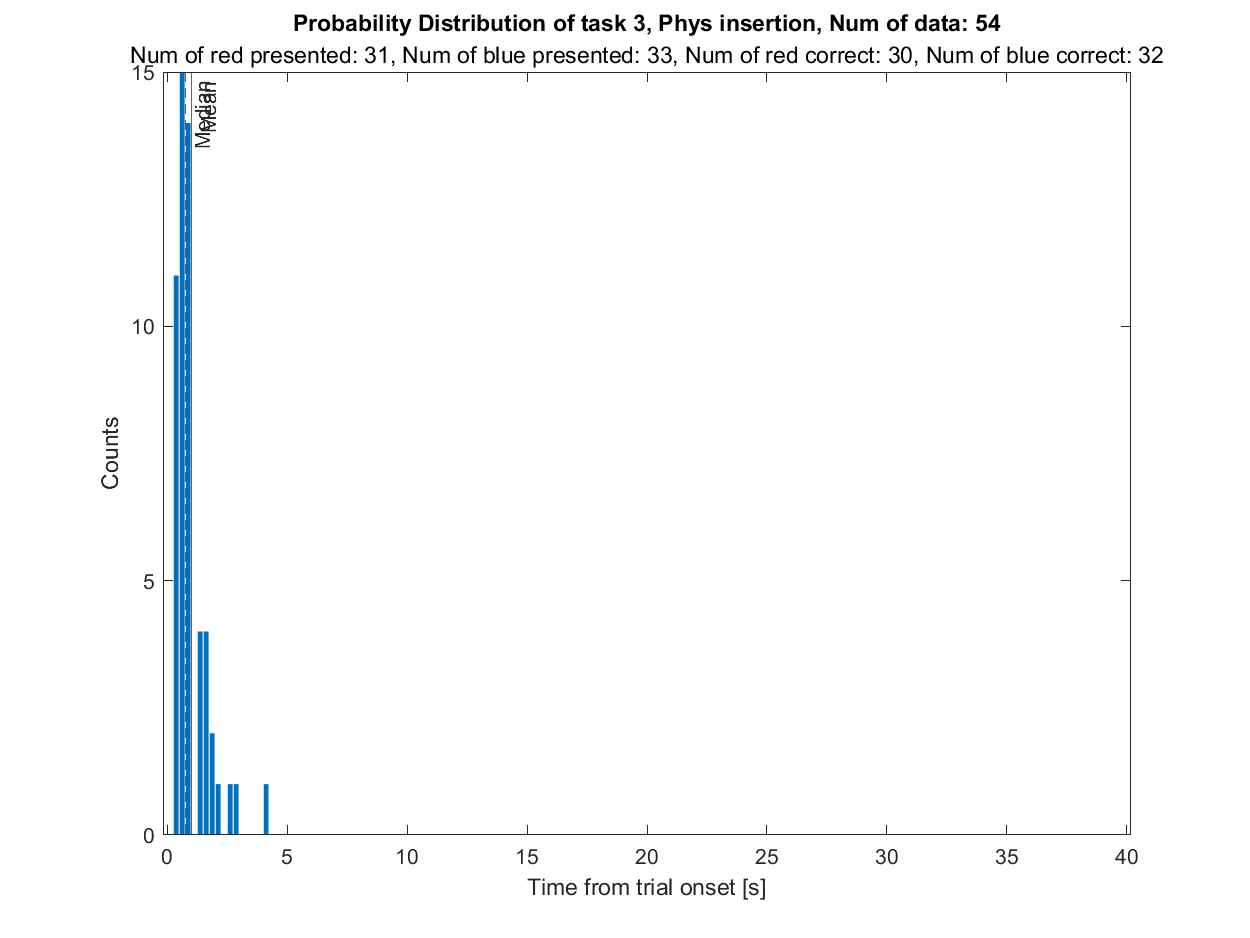 Probability Distribution of task 3, Phys insertion, Num of data: 54
Num of red presented: 31, Num of blue presented: 33, Num of red correct: 30, Num of blue correct: 32
15
Median
Mean
10
Counts
5
0
0 5 10 15 20 25 30 35 40
Time from trial onset [s]